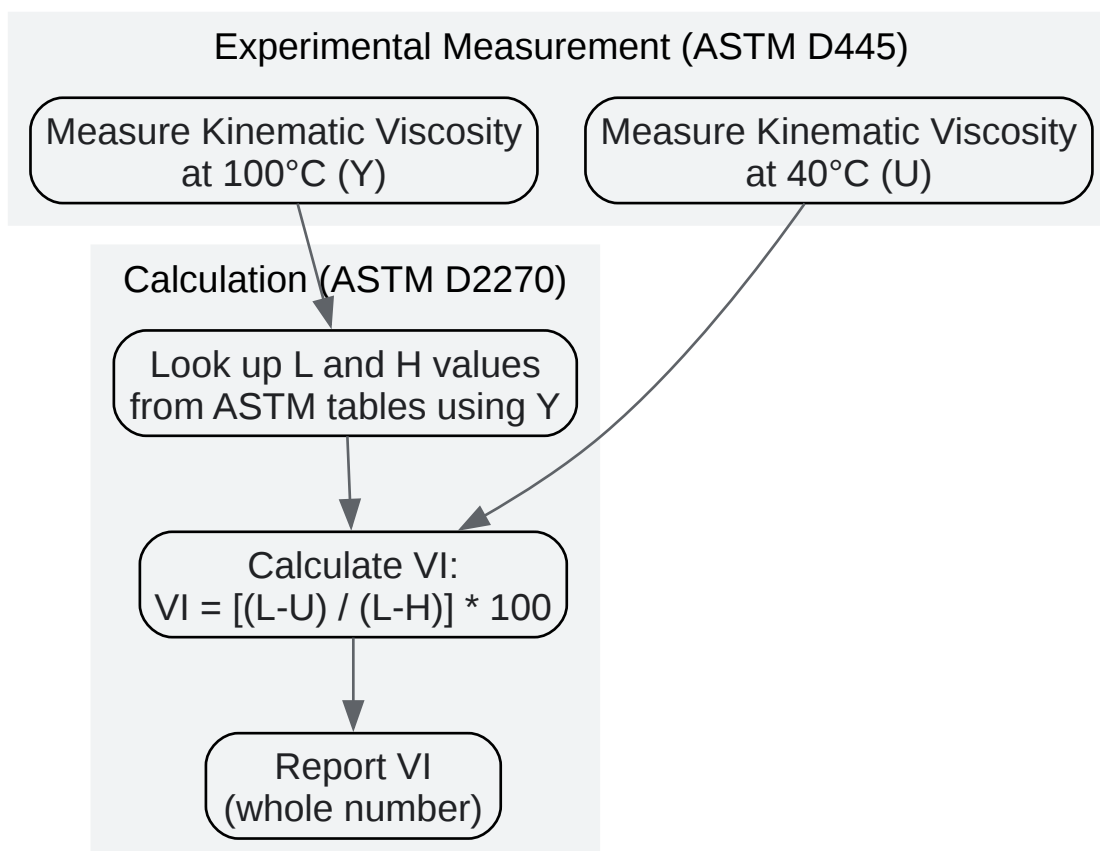 Experimental Measurement (ASTM D445)
Measure Kinematic Viscosity
at 100°C (Y)
Measure Kinematic Viscosity
at 40°C (U)
Calculation (ASTM D2270)
Look up L and H values
from ASTM tables using Y
Calculate VI:
VI = [(L-U) / (L-H)] * 100
Report VI
(whole number)